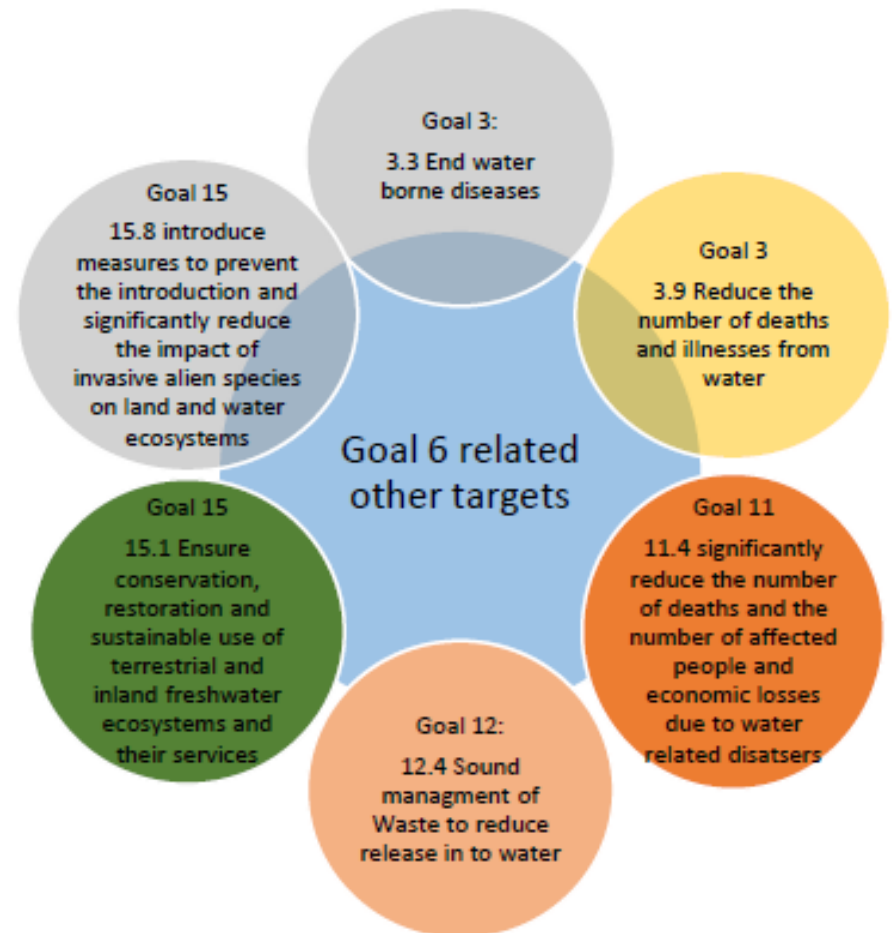 Goal 3:
3.3 End water
borne diseases
Goal 3
3.9 Reduce the
number of deaths
and illnesses from
water
Goal 11
11.4 significantly
reduce the number
of deaths and the
number of affected
people and
economic losses
due to water
related disatsers
Goal 12:
12.4 Sound
managment of
Waste to reduce
release in to water
Goal 15
15.1 Ensure
conservation,
restoration and
sustainable use of
terrestrial and
inland freshwater
ecosystems and
their services
Goal 15
15.8 introduce
measures to prevent
the introduction and
significantly reduce
the impact of
invasive alien species
on land and water
ecosystems
Goal 6 related
other targets